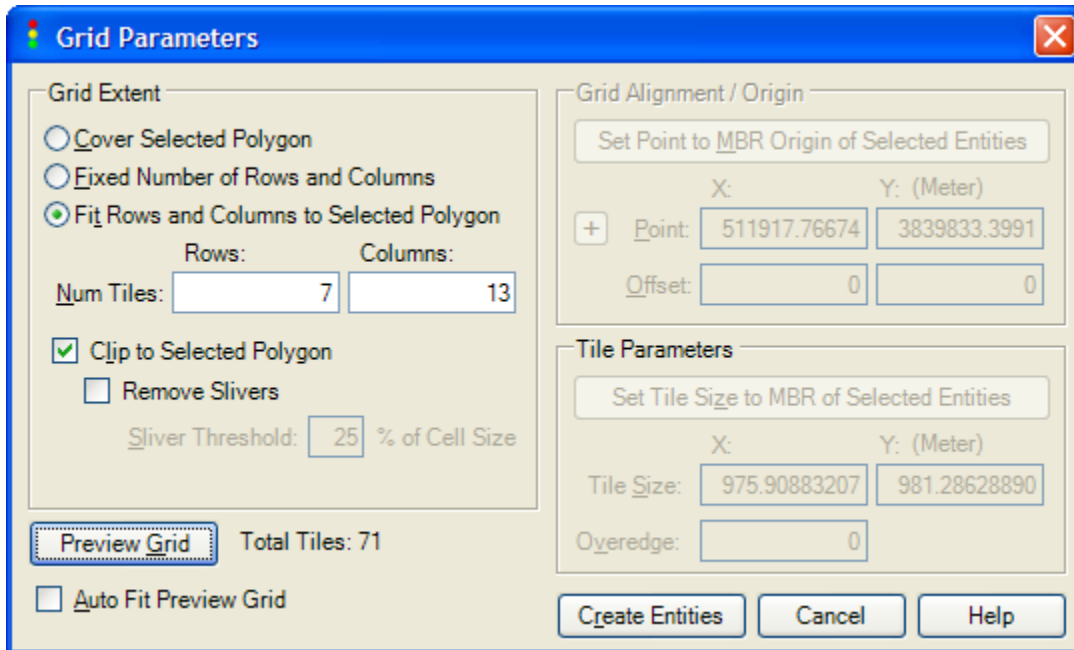 Grid Parameters
Grid Extent
Cover Selected Polygon
Fixed Number of Rows and Columns
Fit Rows and Columns to Selected Polygon
Rows: Columns:
Num Tiles: 7 13
Clip to Selected Polygon
Remove Slivers
Sliver Threshold: 25 % of Cell Size
Preview Grid Total Tiles: 71
Auto Fit Preview Grid
Grid Alignment / Origin
Set Point to MBR Origin of Selected Entities
X: Y: (Meter)
+ Point: 511917.76674 3839833.3991
Offset: 0 0
Tile Parameters
Set Tile Size to MBR of Selected Entities
X: Y: (Meter)
Tile Size: 975.90883207 981.28628890
Overedge: 0
Create Entities Cancel Help